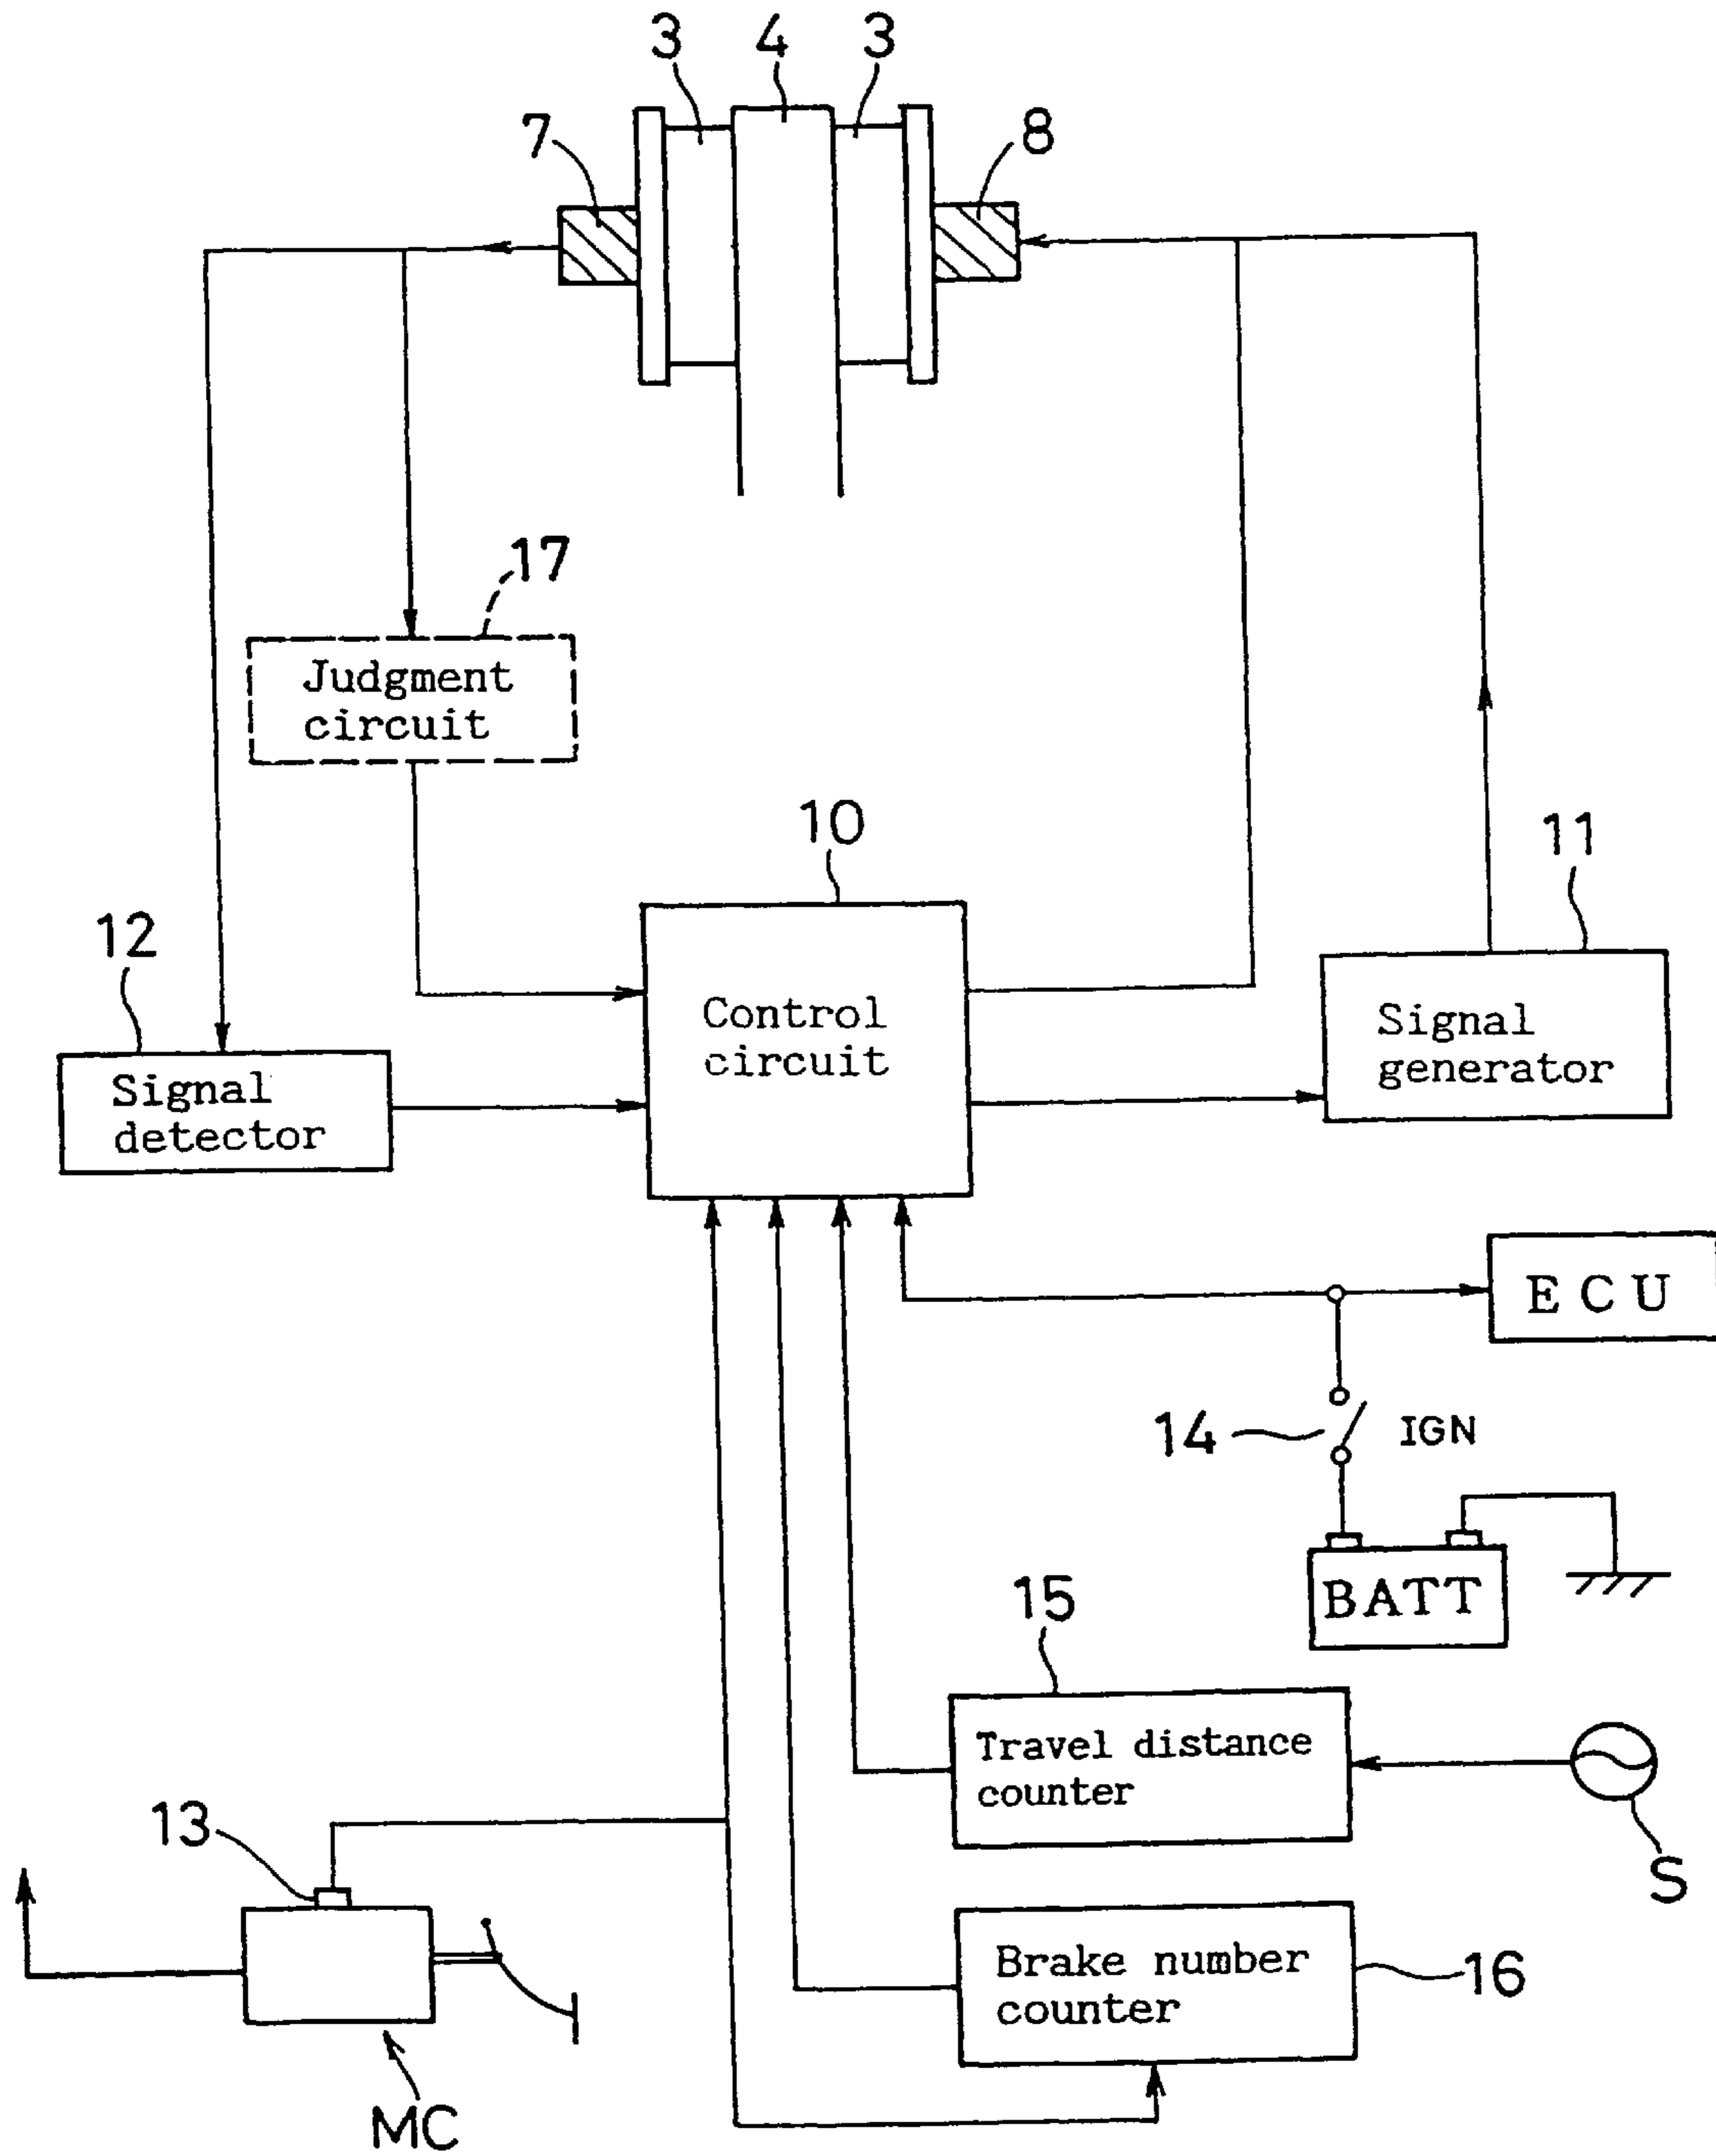 3 4 3
7 8
17
Judgment
circuit
10
11
12
Control
circuit
Signal
generator
Signal
detector
ECU
14 IGN
BATT
15
Travel distance
counter
13
S
Brake number
counter
16
MC